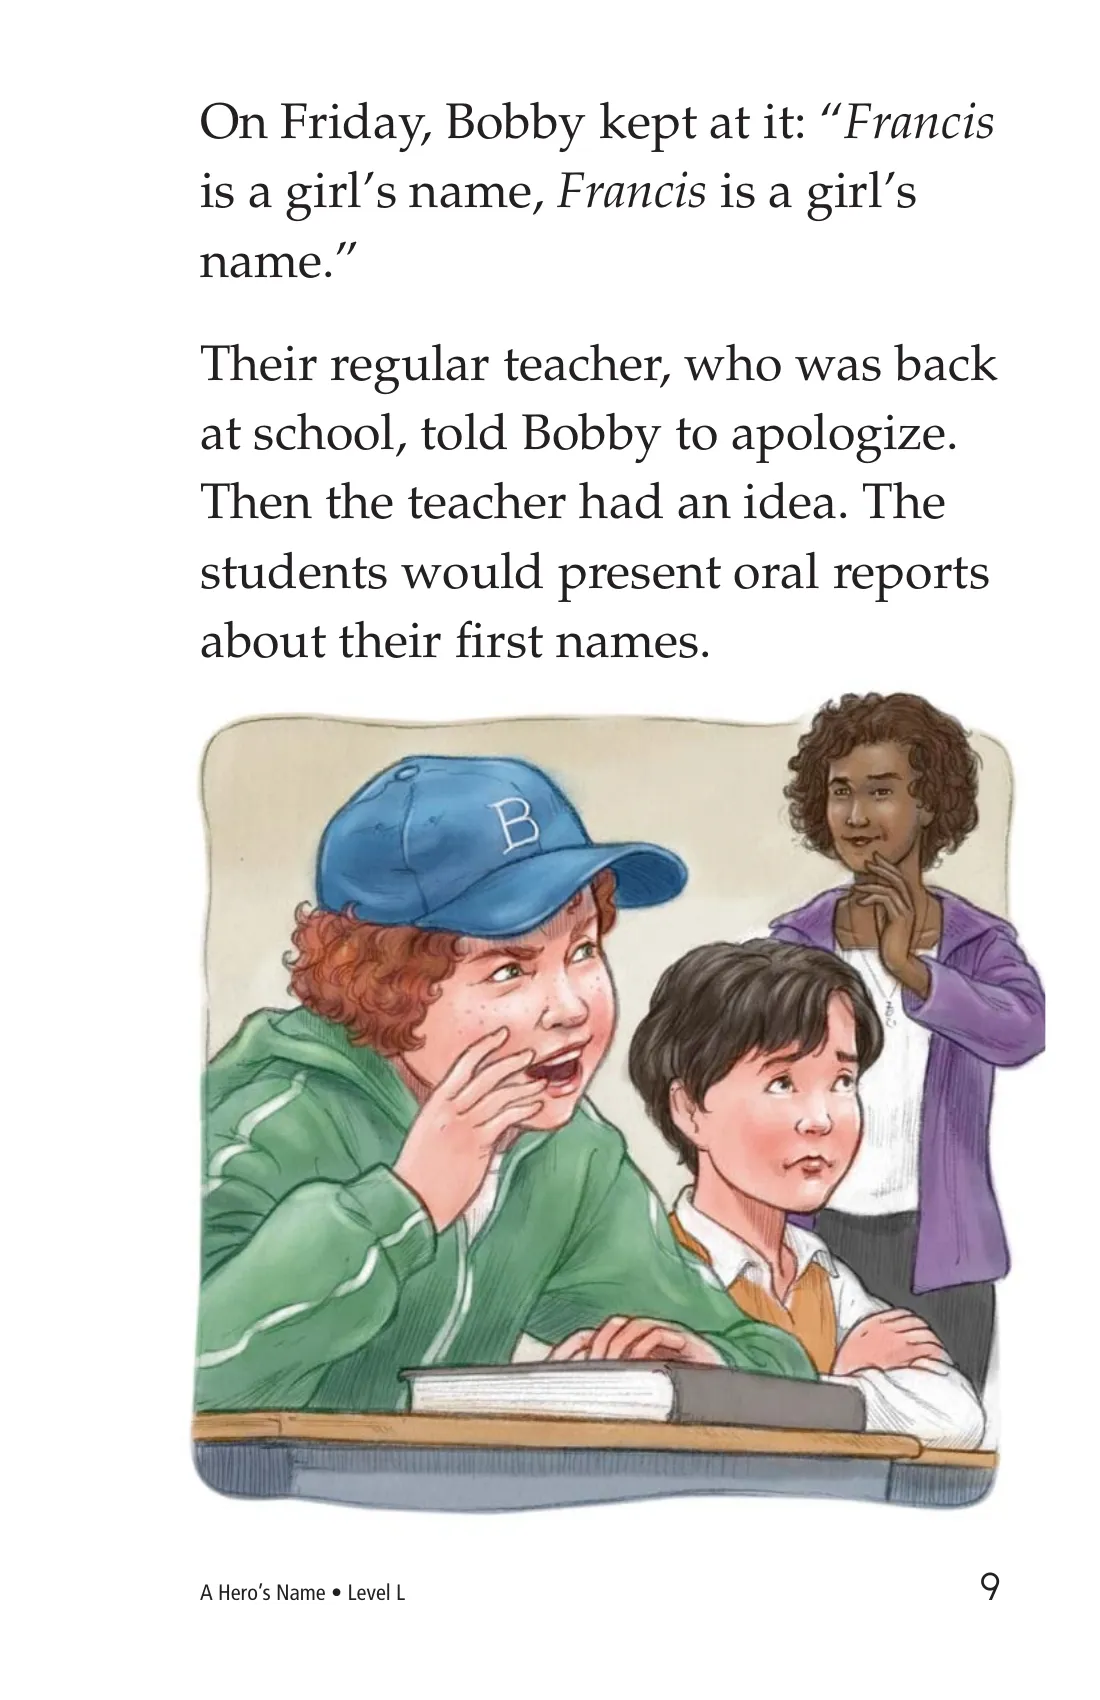 On Friday, Bobby kept at it: “Francis
is a girl’s name, Francis is a girl’s
name.”
Their regular teacher, who was back
at school, told Bobby to apologize.
Then the teacher had an idea. The
students would present oral reports
about their first names.
B
A Hero’s Name • Level L
9